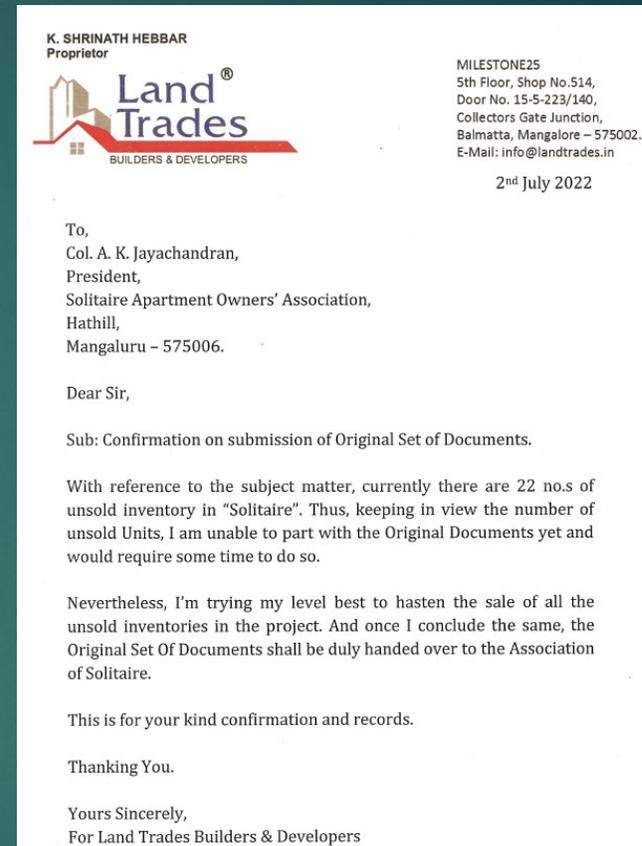 K. SHRINATH HEBBAR
Proprietor
Land ®
Trades
BUILDERS & DEVELOPERS
MILESTONE25
5th Floor, Shop No.514,
Door No. 15-5-223/140,
Collectors Gate Junction,
Balmatta, Mangalore – 575002.
E-Mail: info@landtrades.in
2nd July 2022
To,
Col. A. K. Jayachandran,
President,
Solitaire Apartment Owners' Association,
Hathill,
Mangaluru – 575006.
Dear Sir,
Sub: Confirmation on submission of Original Set of Documents.
With reference to the subject matter, currently there are 22 no.s of
unsold inventory in “Solitaire”. Thus, keeping in view the number of
unsold Units, I am unable to part with the Original Documents yet and
would require some time to do so.
Nevertheless, I'm trying my level best to hasten the sale of all the
unsold inventories in the project. And once I conclude the same, the
Original Set Of Documents shall be duly handed over to the Association
of Solitaire.
This is for your kind confirmation and records.
Thanking You.
Yours Sincerely,
For Land Trades Builders & Developers